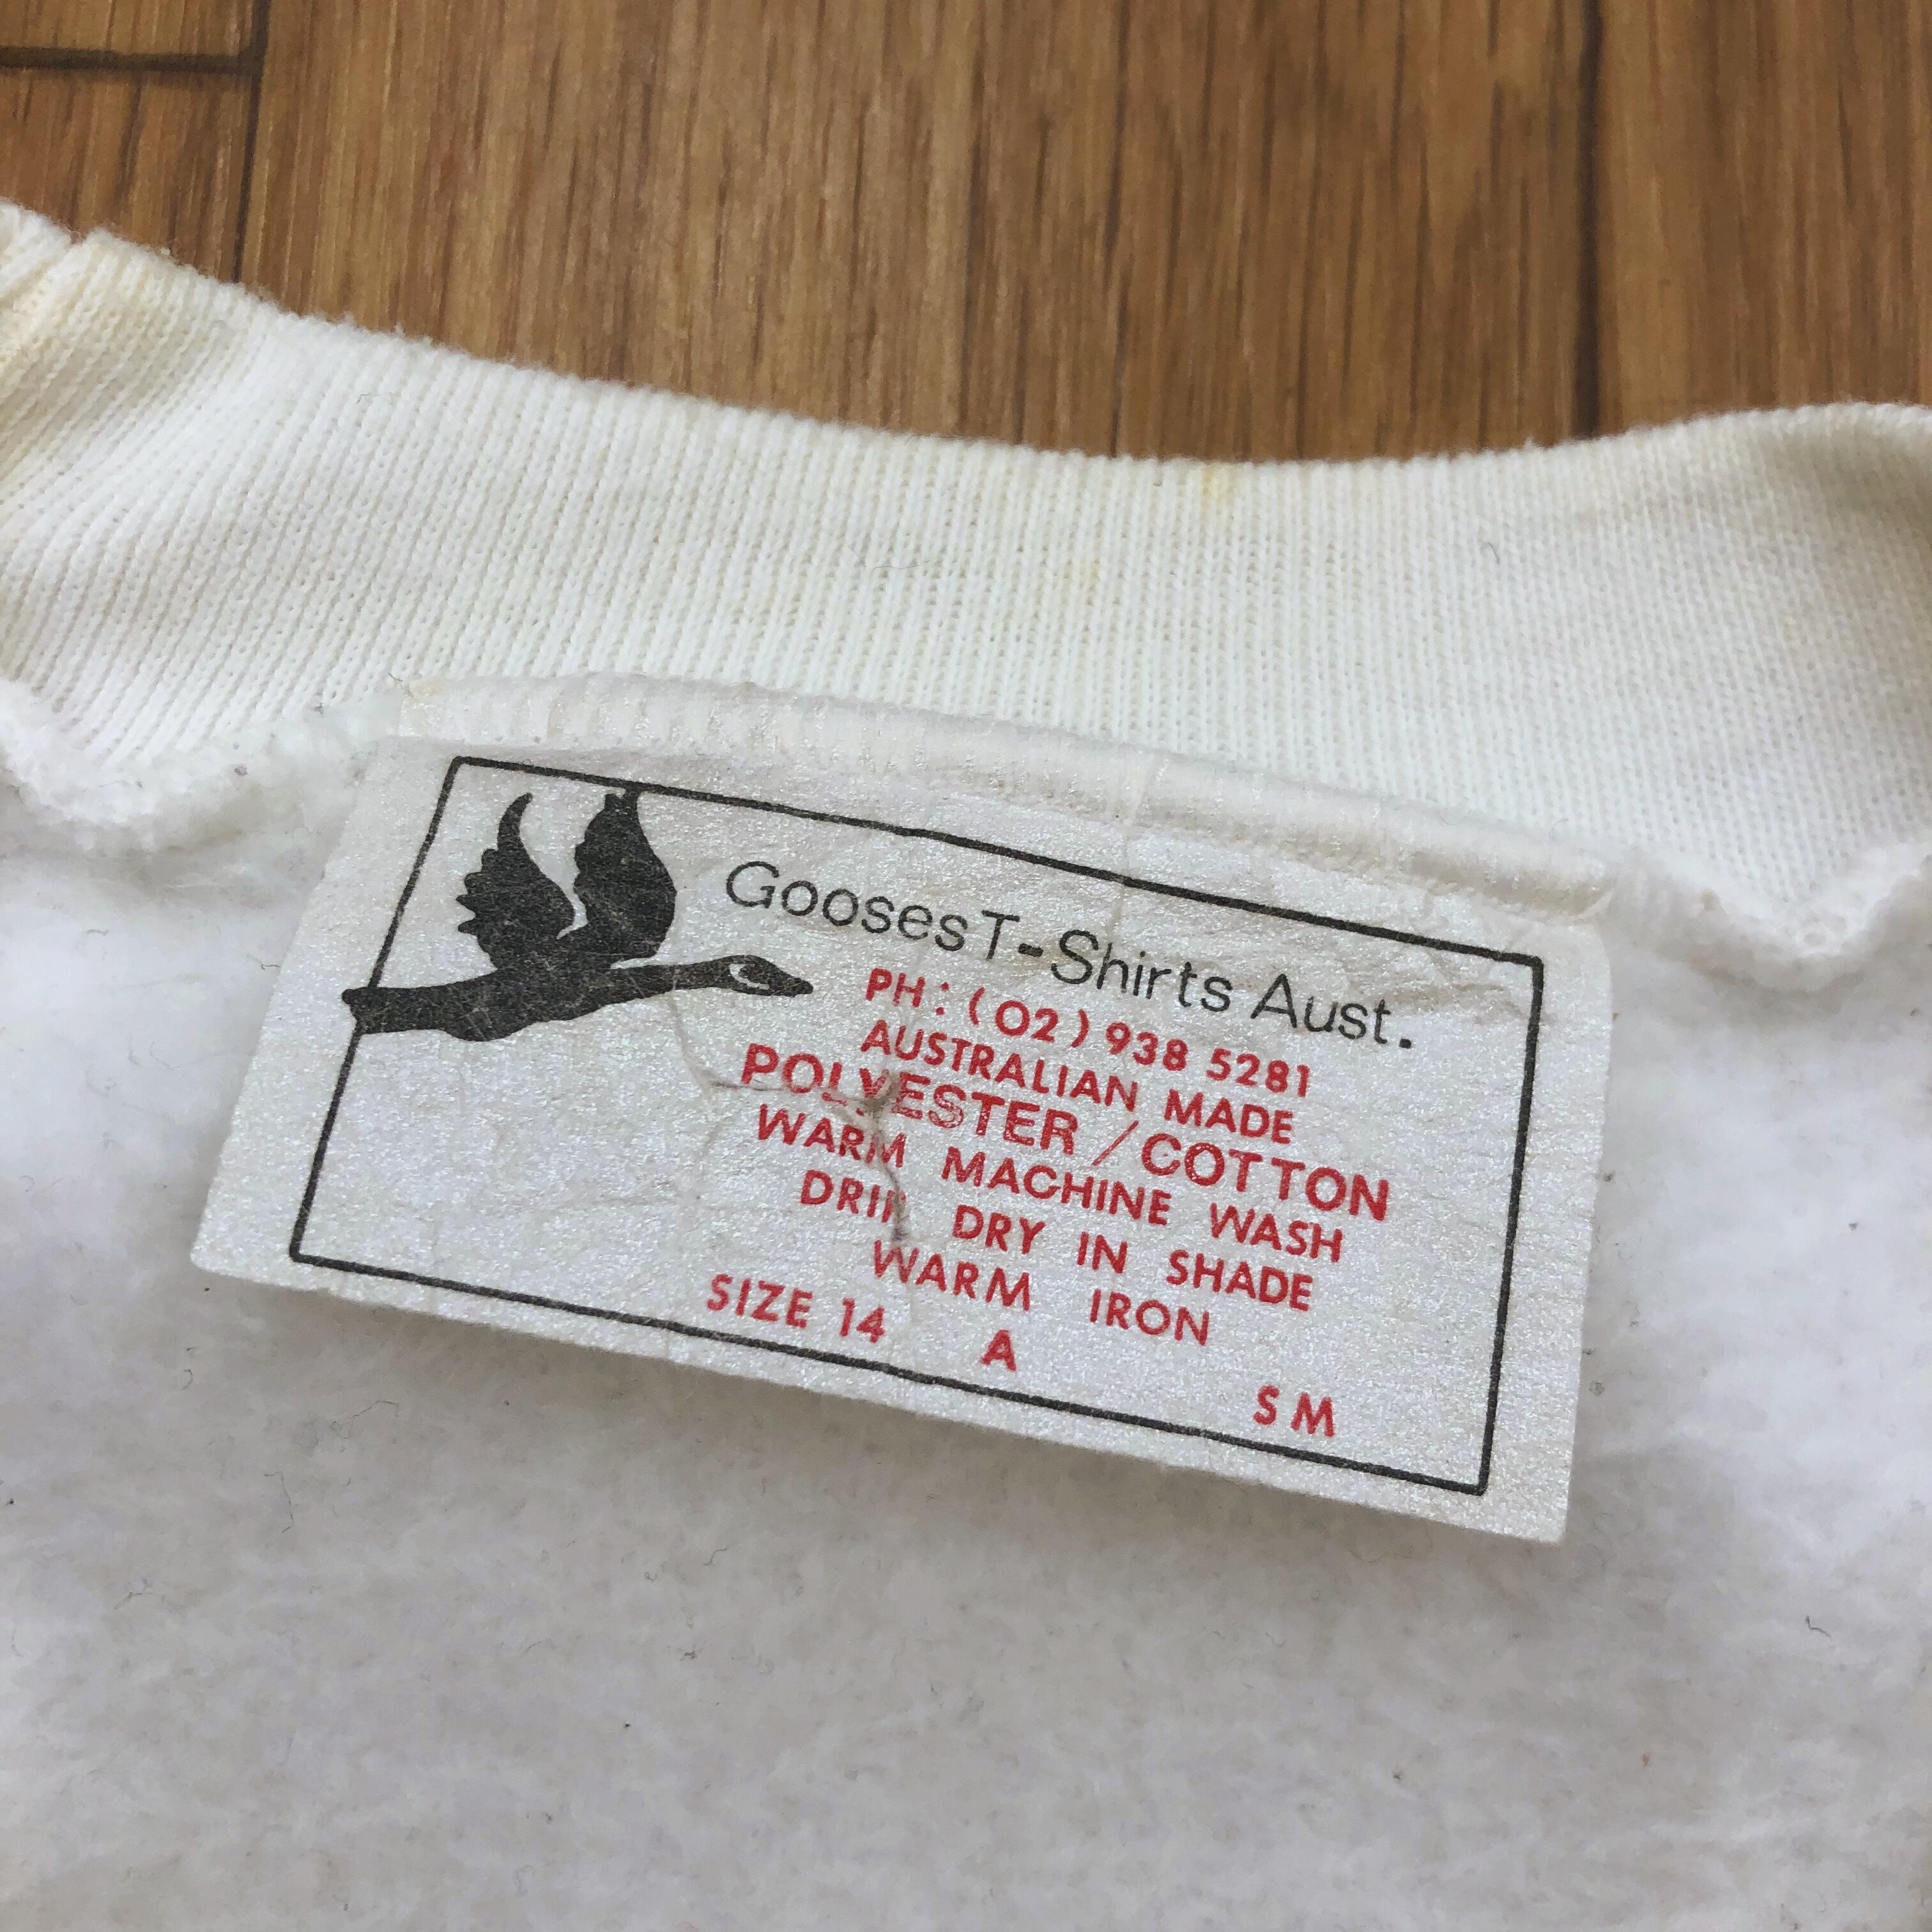 Gooses T-Shirts Aust.
PH: (02) 938 5281
AUSTRALIAN MADE
POLYESTER / COTTON
WARM MACHINE WASH
DRIP DRY IN SHADE
WARM IRON
SIZE 14 A SM